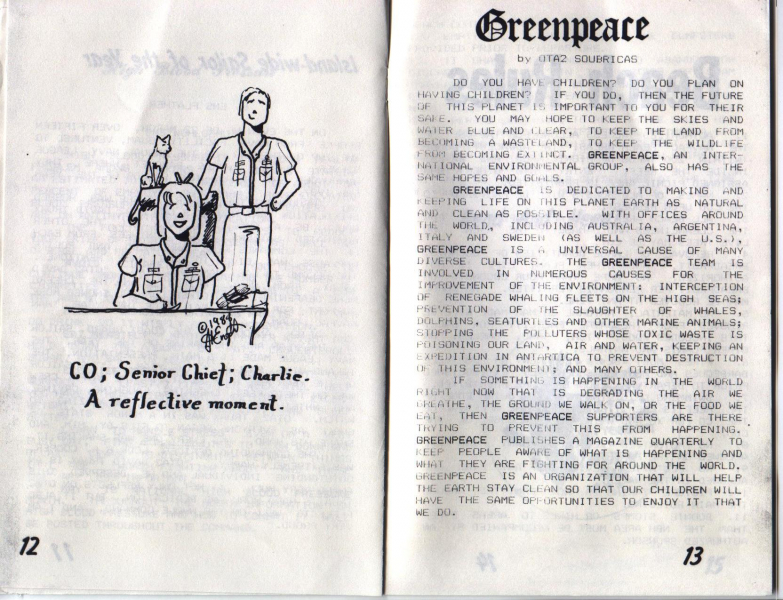 © 1989
CO; Senior Chief; Charlie.
A reflective moment.
12
Greenpeace
by OTA2 SOUBRICAS
DO YOU HAVE CHILDREN? DO YOU PLAN ON
HAVING CHILDREN? IF YOU DO, THEN THE FUTURE
OF THIS PLANET IS IMPORTANT TO YOU FOR THEIR
SAKE. YOU MAY HOPE TO KEEP THE SKIES AND
WATER BLUE AND CLEAR, TO KEEP THE LAND FROM
BECOMING A WASTELAND, TO KEEP THE WILDLIFE
FROM BECOMING EXTINCT. GREENPEACE, AN INTER-
NATIONAL ENVIRONMENTAL GROUP, ALSO HAS THE
SAME HOPES AND GOALS.
GREENPEACE IS DEDICATED TO MAKING AND
KEEPING LIFE ON THIS PLANET EARTH AS NATURAL
AND CLEAN AS POSSIBLE. WITH OFFICES AROUND
THE WORLD, INCLUDING AUSTRALIA, ARGENTINA,
ITALY AND SWEDEN (AS WELL AS THE U.S.),
GREENPEACE IS A UNIVERSAL CAUSE OF MANY
DIVERSE CULTURES. THE GREENPEACE TEAM IS
INVOLVED IN NUMEROUS CAUSES FOR THE
IMPROVEMENT OF THE ENVIRONMENT: INTERCEPTION
OF RENEGADE WHALING FLEETS ON THE HIGH SEAS;
PREVENTION OF THE SLAUGHTER OF WHALES,
DOLPHINS, SEATURTLES AND OTHER MARINE ANIMALS;
STOPPING THE POLLUTERS WHOSE TOXIC WASTE IS
POISONING OUR LAND, AIR AND WATER, KEEPING AN
EXPEDITION IN ANTARTICA TO PREVENT DESTRUCTION
OF THIS ENVIRONMENT; AND MANY OTHERS.
IF SOMETHING IS HAPPENING IN THE WORLD
RIGHT NOW THAT IS DEGRADING THE AIR WE
BREATHE, THE GROUND WE WALK ON, OR THE FOOD WE
EAT, THEN GREENPEACE SUPPORTERS ARE THERE
TRYING TO PREVENT THIS FROM HAPPENING.
GREENPEACE PUBLISHES A MAGAZINE QUARTERLY TO
KEEP PEOPLE AWARE OF WHAT IS HAPPENING AND
WHAT THEY ARE FIGHTING FOR AROUND THE WORLD.
GREENPEACE IS AN ORGANIZATION THAT WILL HELP
THE EARTH STAY CLEAN SO THAT OUR CHILDREN WILL
HAVE THE SAME OPPORTUNITIES TO ENJOY IT THAT
WE DO.
13